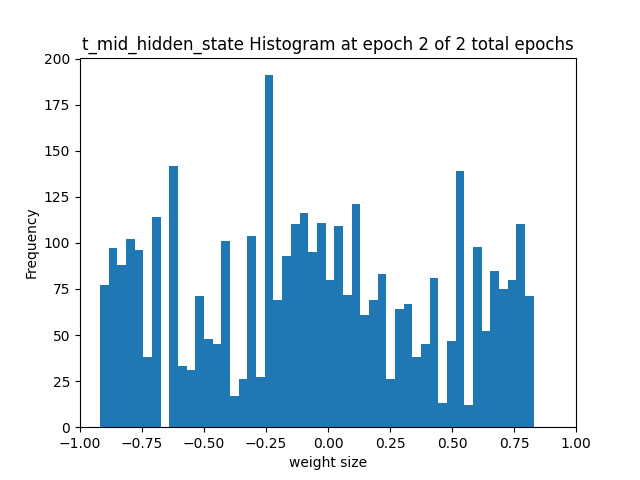 t_mid_hidden_state Histogram at epoch 2 of 2 total epochs
200
175
150
125
100
75
50
25
0
Frequency
−1.00 −0.75 −0.50 −0.25 0.00 0.25 0.50 0.75 1.00
weight size